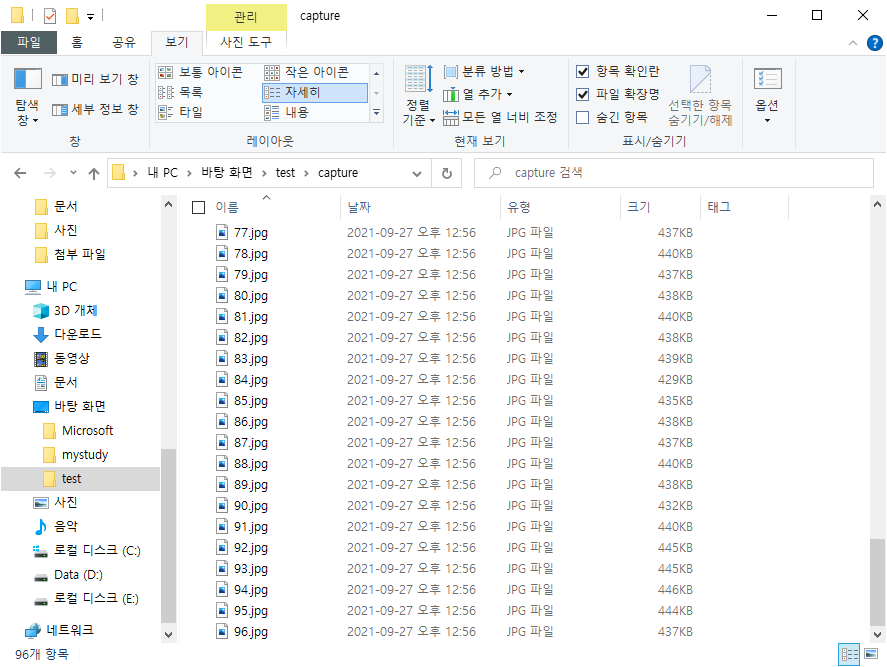 관리
capture
파일
홈
공유
보기
사진 도구
탐색 창
미리 보기 창
세부 정보 창
창
보통 아이콘
작은 아이콘
목록
자세히
타일
내용
레이아웃
정렬 기준
분류 방법
열 추가
모든 열 너비 조정
현재 보기
항목 확인란
파일 확장명
숨긴 항목
선택한 항목 숨기기/해제
표시/숨기기
옵션
내 PC > 바탕 화면 > test > capture
capture 검색
문서
사진
첨부 파일
내 PC
3D 개체
다운로드
동영상
문서
바탕 화면
Microsoft
mystudy
test
사진
음악
로컬 디스크 (C:)
Data (D:)
로컬 디스크 (E:)
네트워크
이름 날짜 유형 크기 태그
77.jpg 2021-09-27 오후 12:56 JPG 파일 437KB
78.jpg 2021-09-27 오후 12:56 JPG 파일 440KB
79.jpg 2021-09-27 오후 12:56 JPG 파일 437KB
80.jpg 2021-09-27 오후 12:56 JPG 파일 438KB
81.jpg 2021-09-27 오후 12:56 JPG 파일 440KB
82.jpg 2021-09-27 오후 12:56 JPG 파일 438KB
83.jpg 2021-09-27 오후 12:56 JPG 파일 439KB
84.jpg 2021-09-27 오후 12:56 JPG 파일 429KB
85.jpg 2021-09-27 오후 12:56 JPG 파일 435KB
86.jpg 2021-09-27 오후 12:56 JPG 파일 438KB
87.jpg 2021-09-27 오후 12:56 JPG 파일 437KB
88.jpg 2021-09-27 오후 12:56 JPG 파일 440KB
89.jpg 2021-09-27 오후 12:56 JPG 파일 438KB
90.jpg 2021-09-27 오후 12:56 JPG 파일 432KB
91.jpg 2021-09-27 오후 12:56 JPG 파일 440KB
92.jpg 2021-09-27 오후 12:56 JPG 파일 445KB
93.jpg 2021-09-27 오후 12:56 JPG 파일 445KB
94.jpg 2021-09-27 오후 12:56 JPG 파일 446KB
95.jpg 2021-09-27 오후 12:56 JPG 파일 444KB
96.jpg 2021-09-27 오후 12:56 JPG 파일 437KB
96개 항목